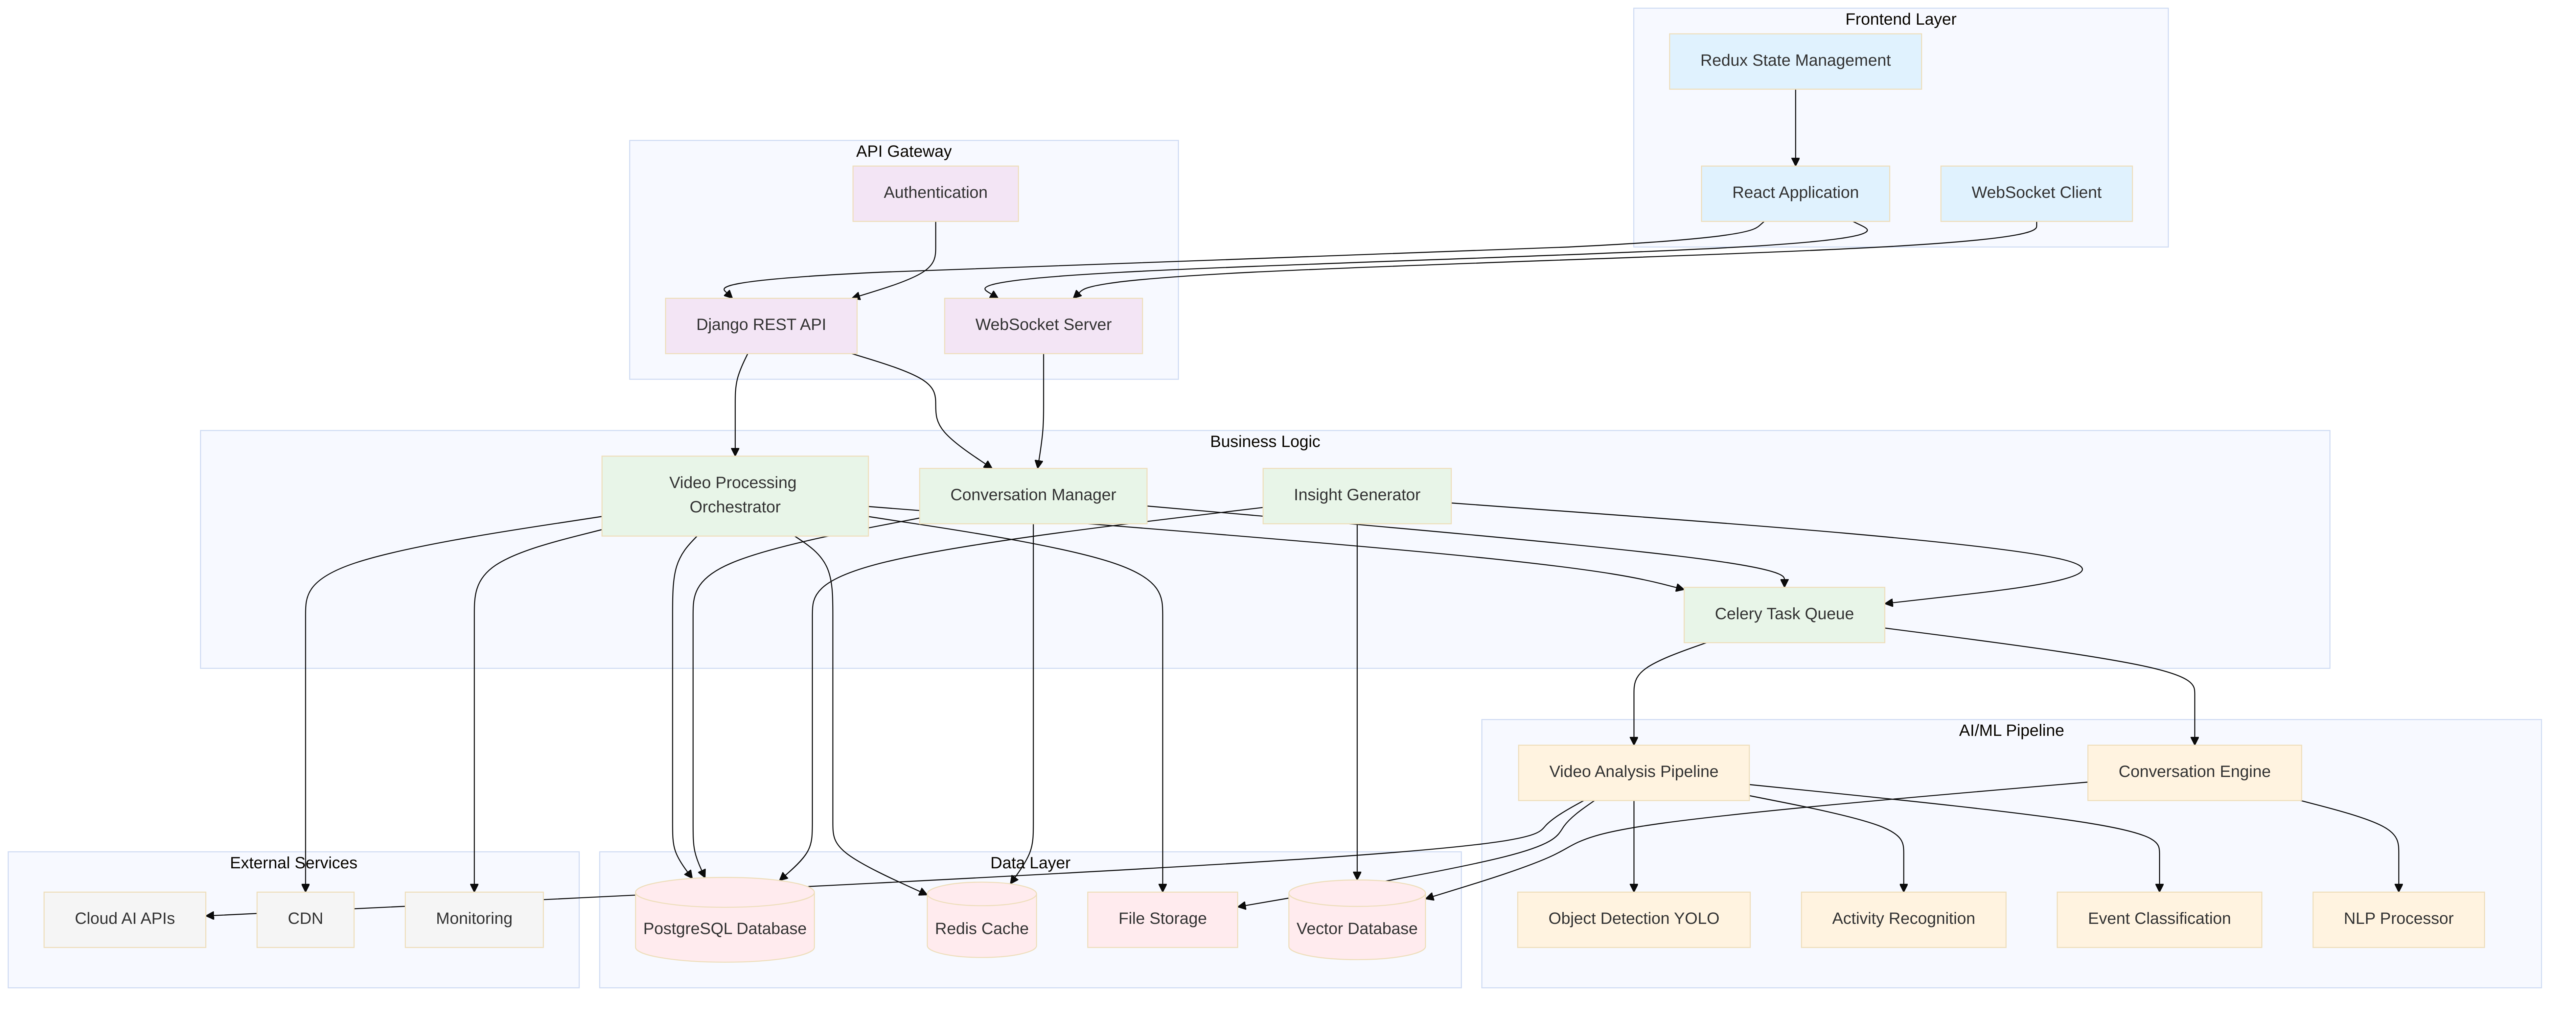 Frontend Layer
Redux State Management
React Application
WebSocket Client
API Gateway
Authentication
Django REST API
WebSocket Server
Business Logic
Video Processing
Orchestrator
Conversation Manager
Insight Generator
Celery Task Queue
AI/ML Pipeline
Video Analysis Pipeline
Conversation Engine
Object Detection YOLO
Activity Recognition
Event Classification
NLP Processor
External Services
Cloud AI APIs
CDN
Monitoring
Data Layer
PostgreSQL Database
Redis Cache
File Storage
Vector Database